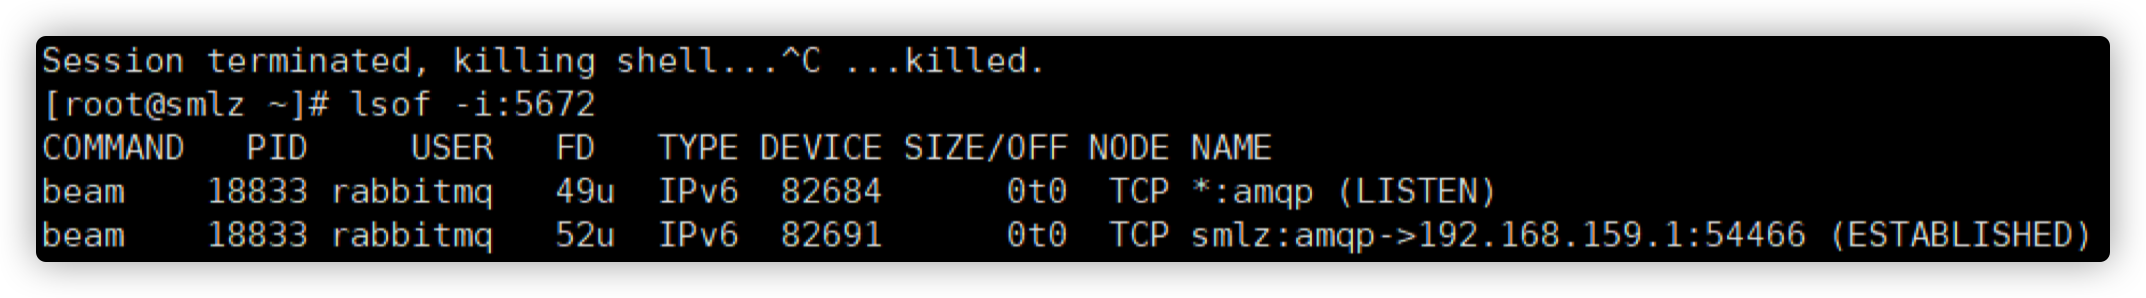 Session terminated, killing shell...^C ...killed.
[root@smlz ~]# lsof -i:5672
COMMAND   PID     USER   FD   TYPE DEVICE SIZE/OFF NODE NAME
beam    18833 rabbitmq   49u  IPv6  82684      0t0  TCP *:amqp (LISTEN)
beam    18833 rabbitmq   52u  IPv6  82691      0t0  TCP smlz:amqp->192.168.159.1:54466 (ESTABLISHED)